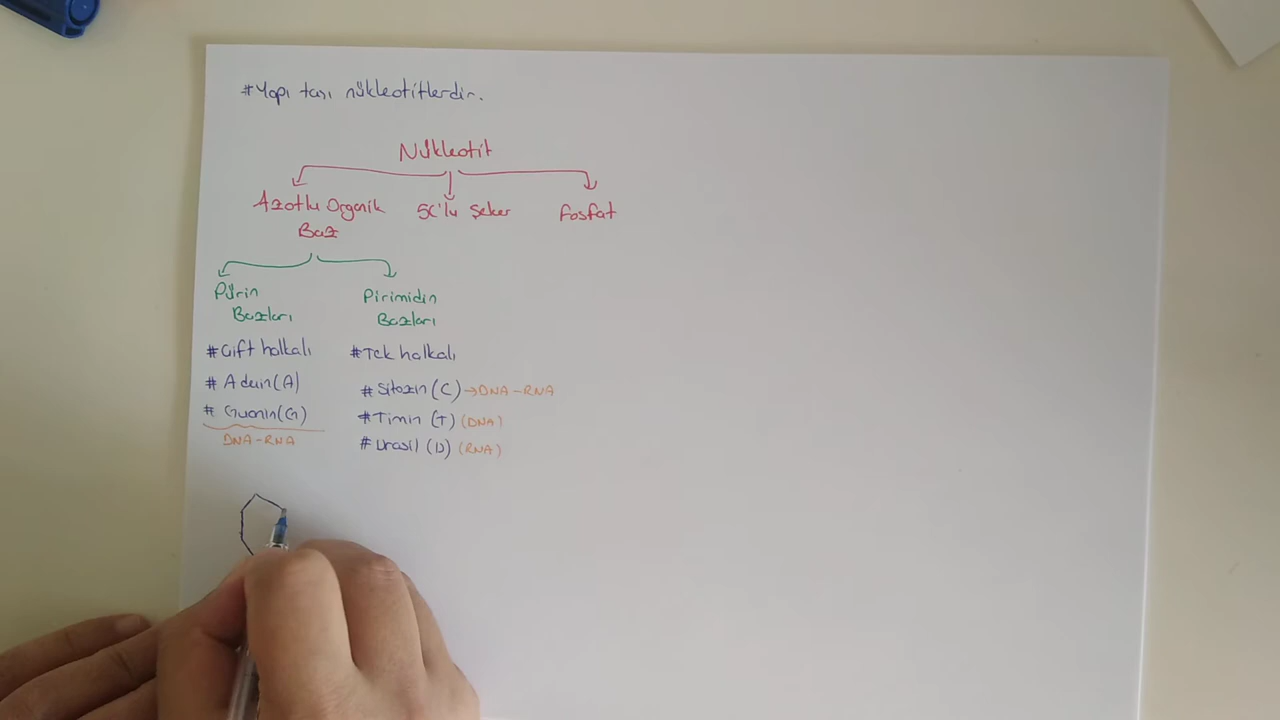 #Yapı taşı nükleotitlerdir.
Nükleotit
Azotlu Organik Baz
5C'lu Şeker
Fosfat
Pürin Bazları
Pirimidin Bazları
#Çift halkalı
#Tek halkalı
#Adenin(A)
#Sitozin(C)→DNA-RNA
#Guanin(G)
#Timin (T) (DNA)
DNA-RNA
#Urasil (U) (RNA)